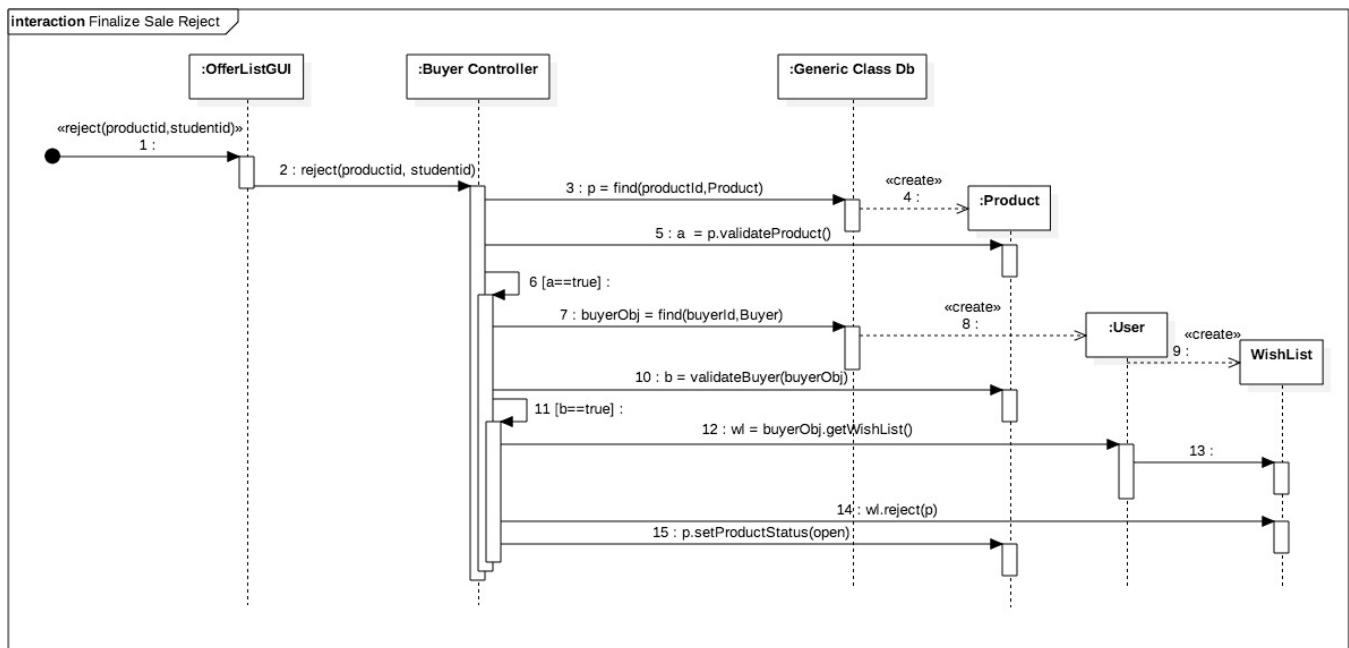 interaction Finalize Sale Reject
:OfferListGUI
:Buyer Controller
:Generic Class Db
«reject(productid,studentid)»
1 :
2 : reject(productid, studentid)
3 : p = find(productId,Product)
«create»
4 :
:Product
5 : a  = p.validateProduct()
6 [a==true] :
7 : buyerObj = find(buyerId,Buyer)
«create»
8 :
:User
«create»
9 :
WishList
10 : b = validateBuyer(buyerObj)
11 [b==true] :
12 : wl = buyerObj.getWishList()
13 :
14 : wl.reject(p)
15 : p.setProductStatus(open)